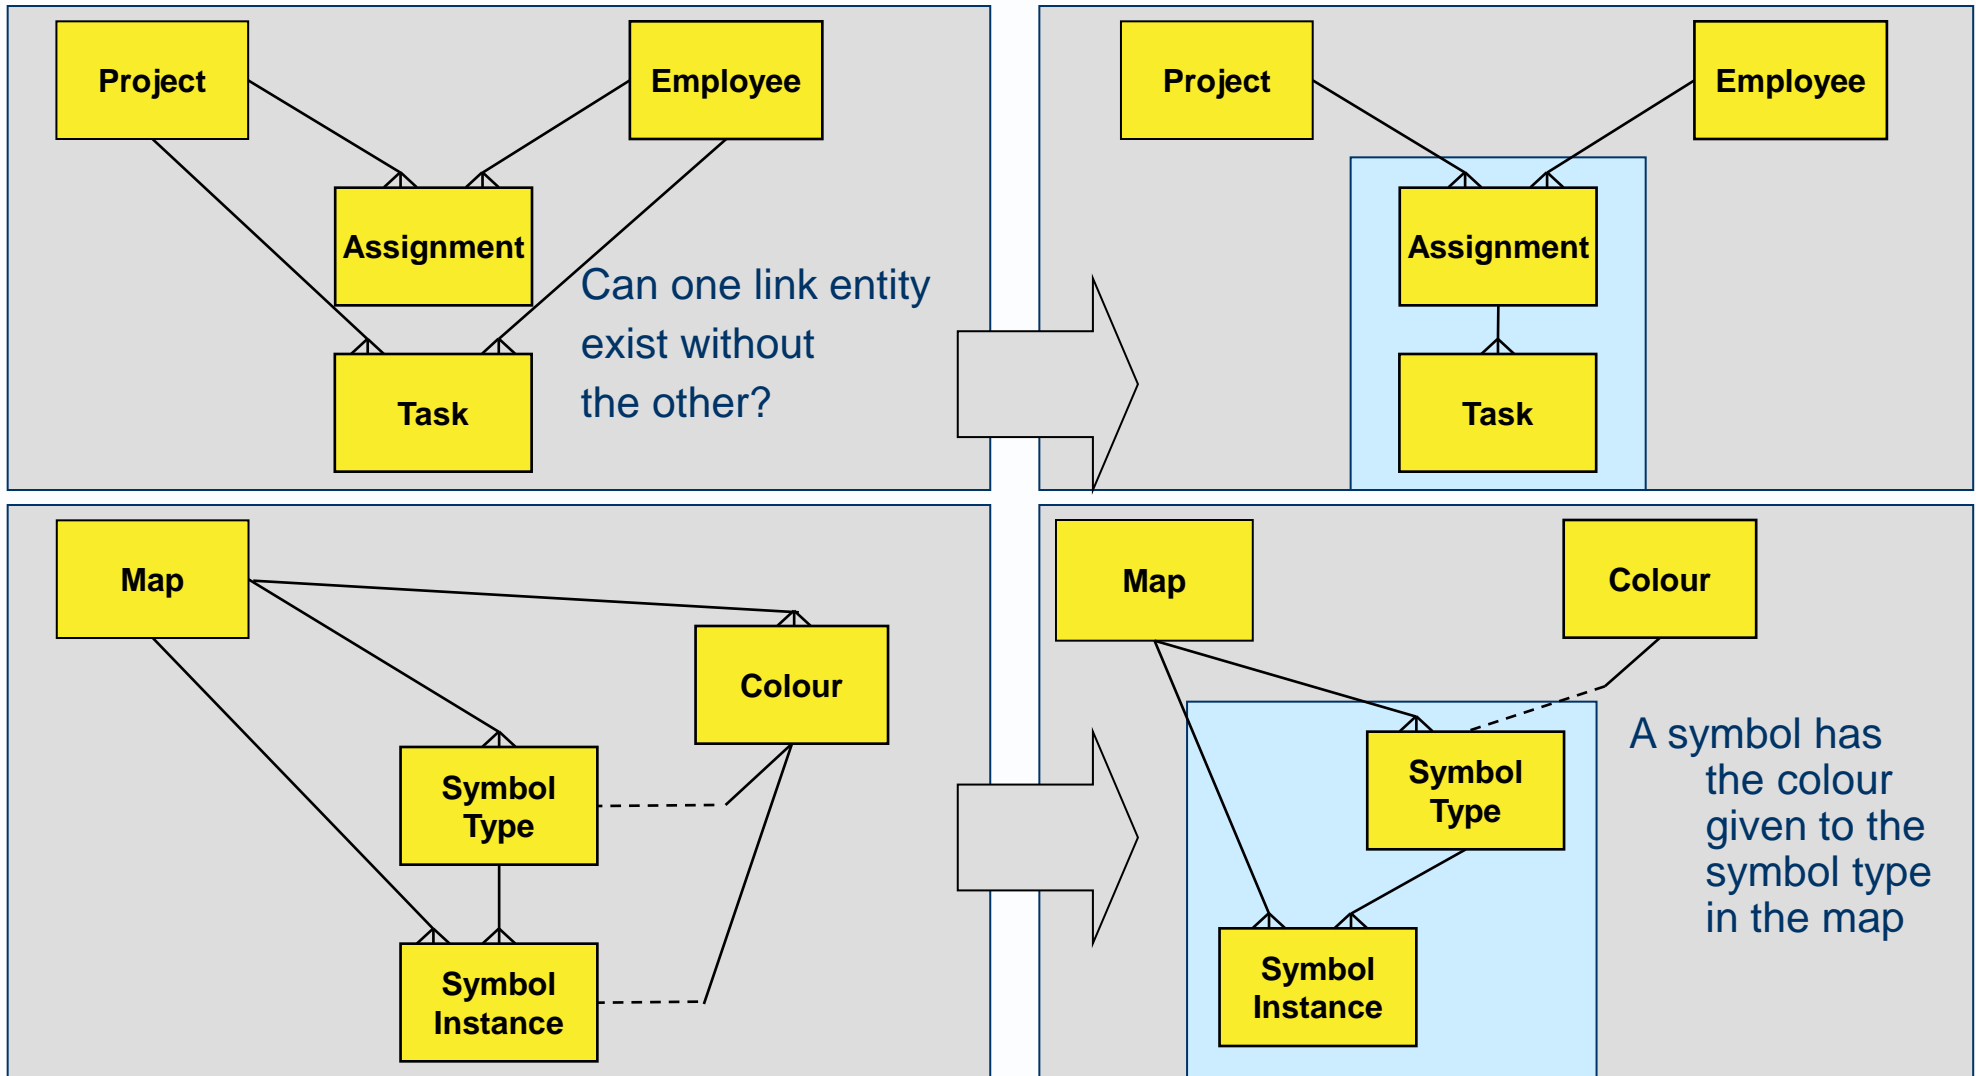 Project
Employee
Assignment
Can one link entity
exist without
the other?
Task
Project
Employee
Assignment
Task
Map
Colour
Symbol
Type
Symbol
Instance
Map
Colour
Symbol
Type
A symbol has
the colour
given to the
symbol type
in the map
Symbol
Instance